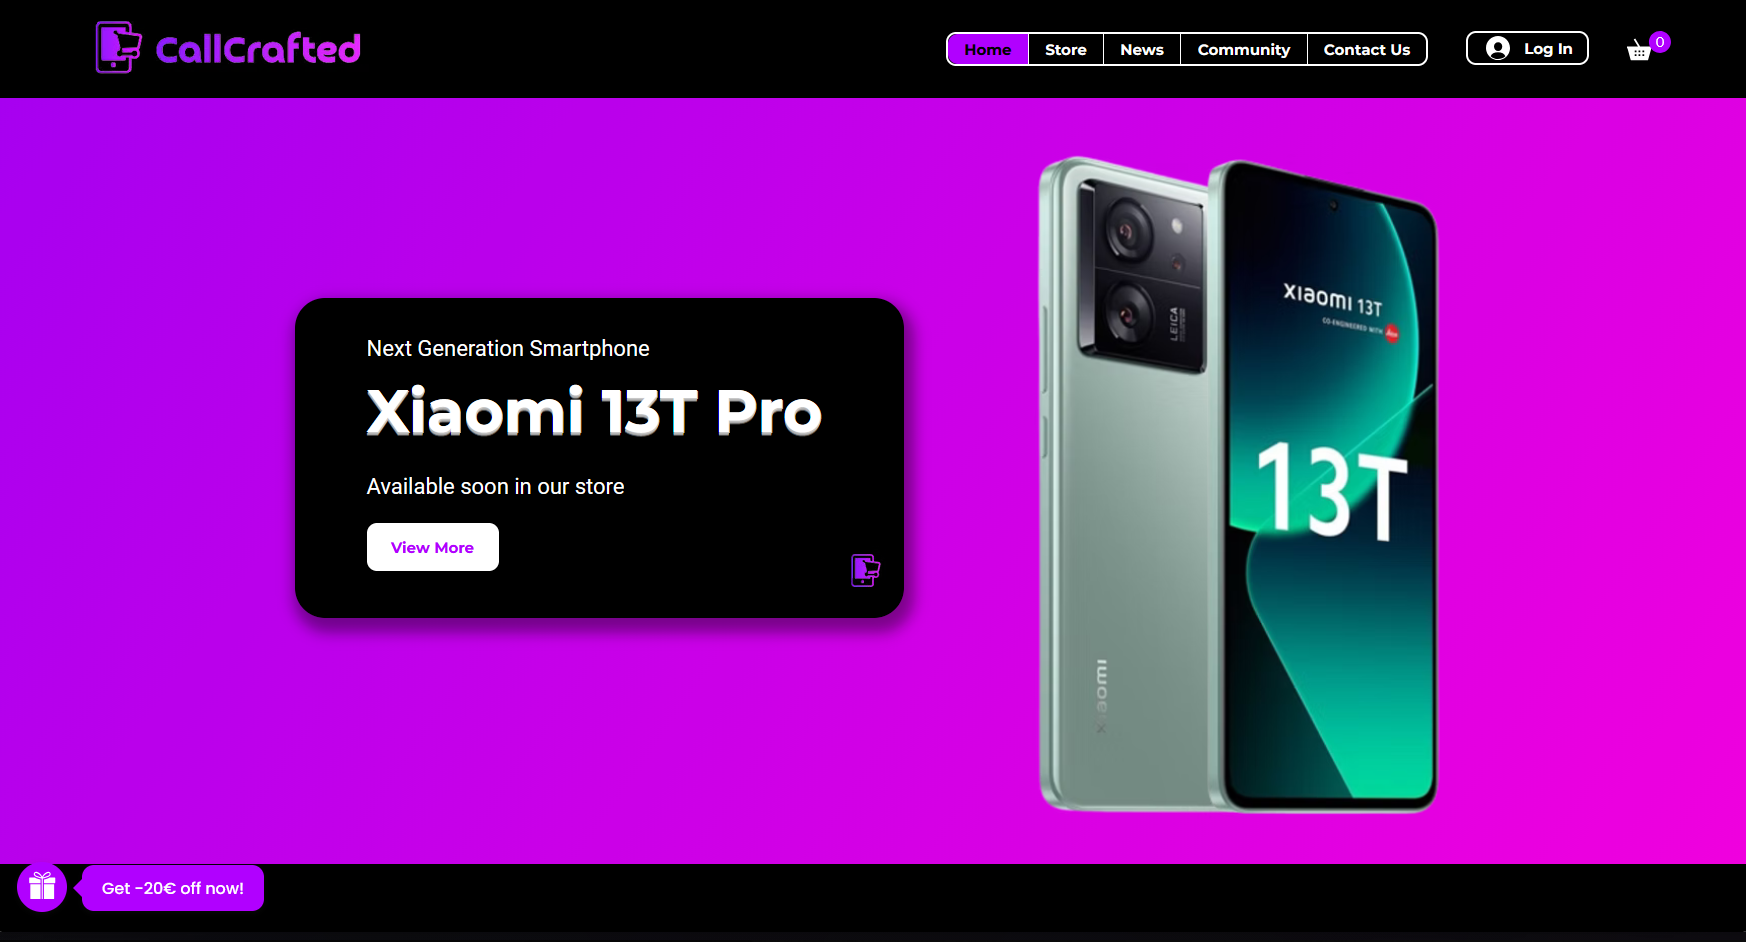 CallCrafted
Home Store News Community Contact Us Log In 0
Next Generation Smartphone
Xiaomi 13T Pro
Available soon in our store
View More
LEICA
xiaomi
XIAOMI 13T
CO-ENGINEERED WITH Leica
13T
Get -20€ off now!